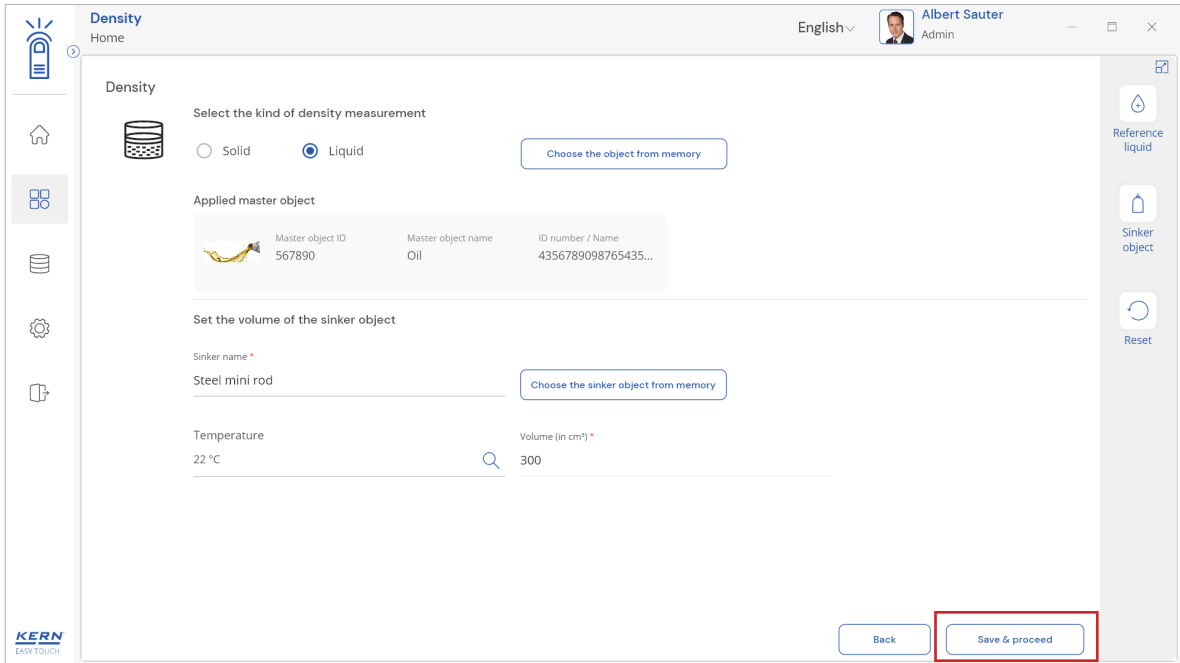 Density
Home
English
Albert Sauter
Admin
Density
Select the kind of density measurement
Solid
Liquid
Choose the object from memory
Applied master object
Master object ID
Master object name
ID number / Name
567890
Oil
4356789098765435...
Set the volume of the sinker object
Sinker name *
Steel mini rod
Choose the sinker object from memory
Temperature
Volume (in cm³) *
22 °C
300
Back
Save & proceed
Reference
liquid
Sinker
object
Reset
KERN
EASY TOUCH